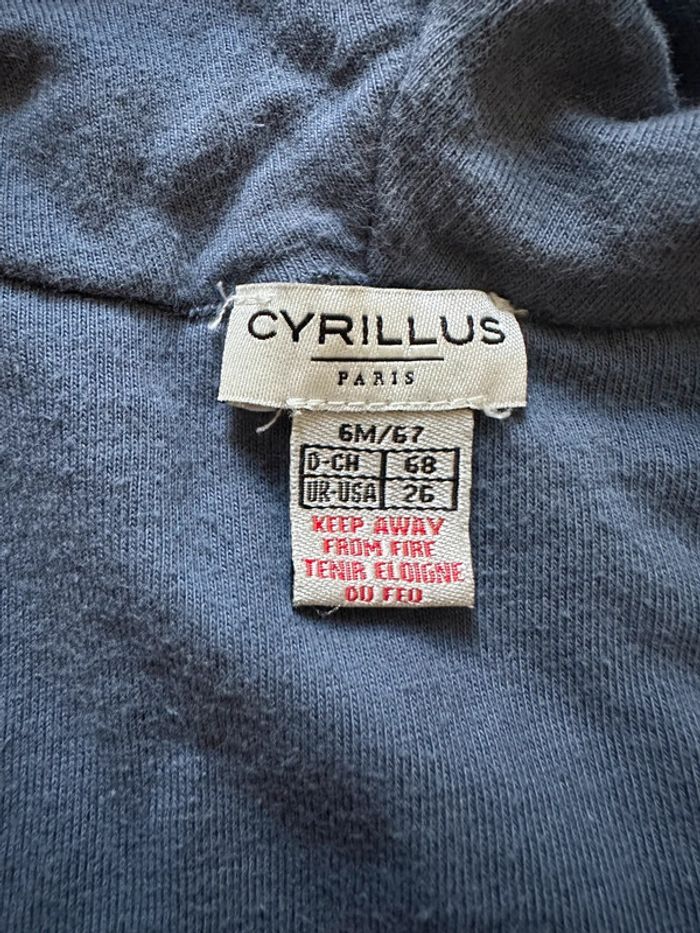 CYRILLUS
PARIS
6M/67
D-CH 68
UK-USA 26
KEEP AWAY
FROM FIRE
TENIR ELOIGNE
DU FEU